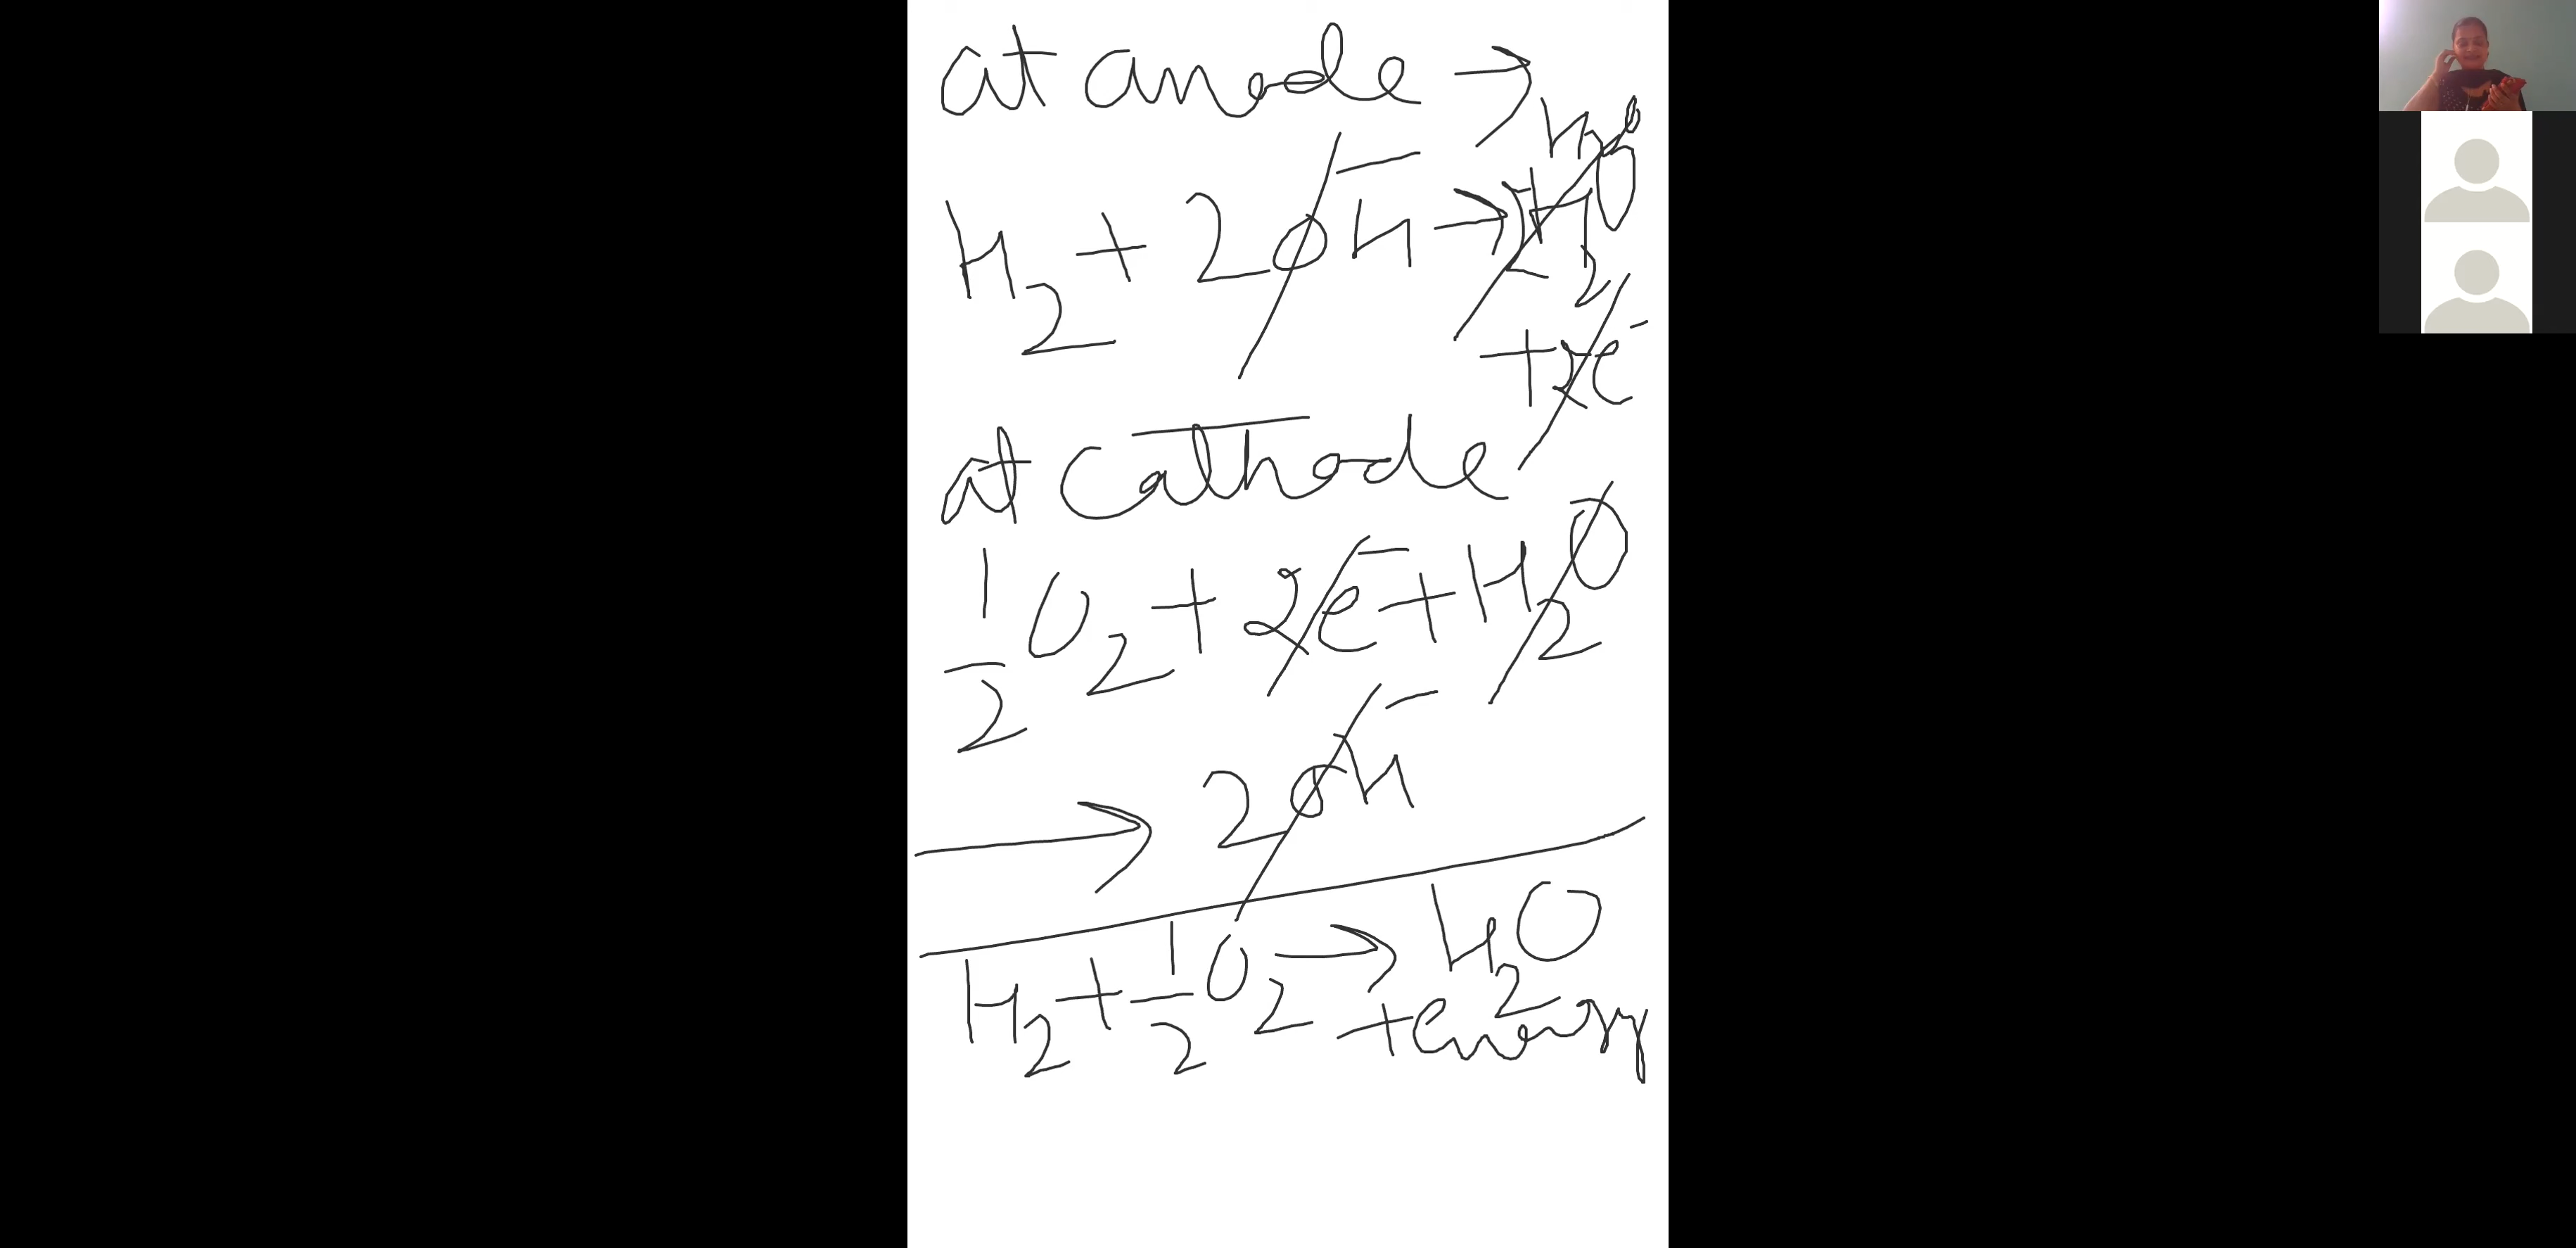 at anode →
H₂ + 2OH⁻ → 2H₂O
+ 2e⁻
at Cathode
1/2 O₂ + 2e⁻ + H₂O
→ 2OH⁻
H₂ + 1/2 O₂ → H₂O
+ energy